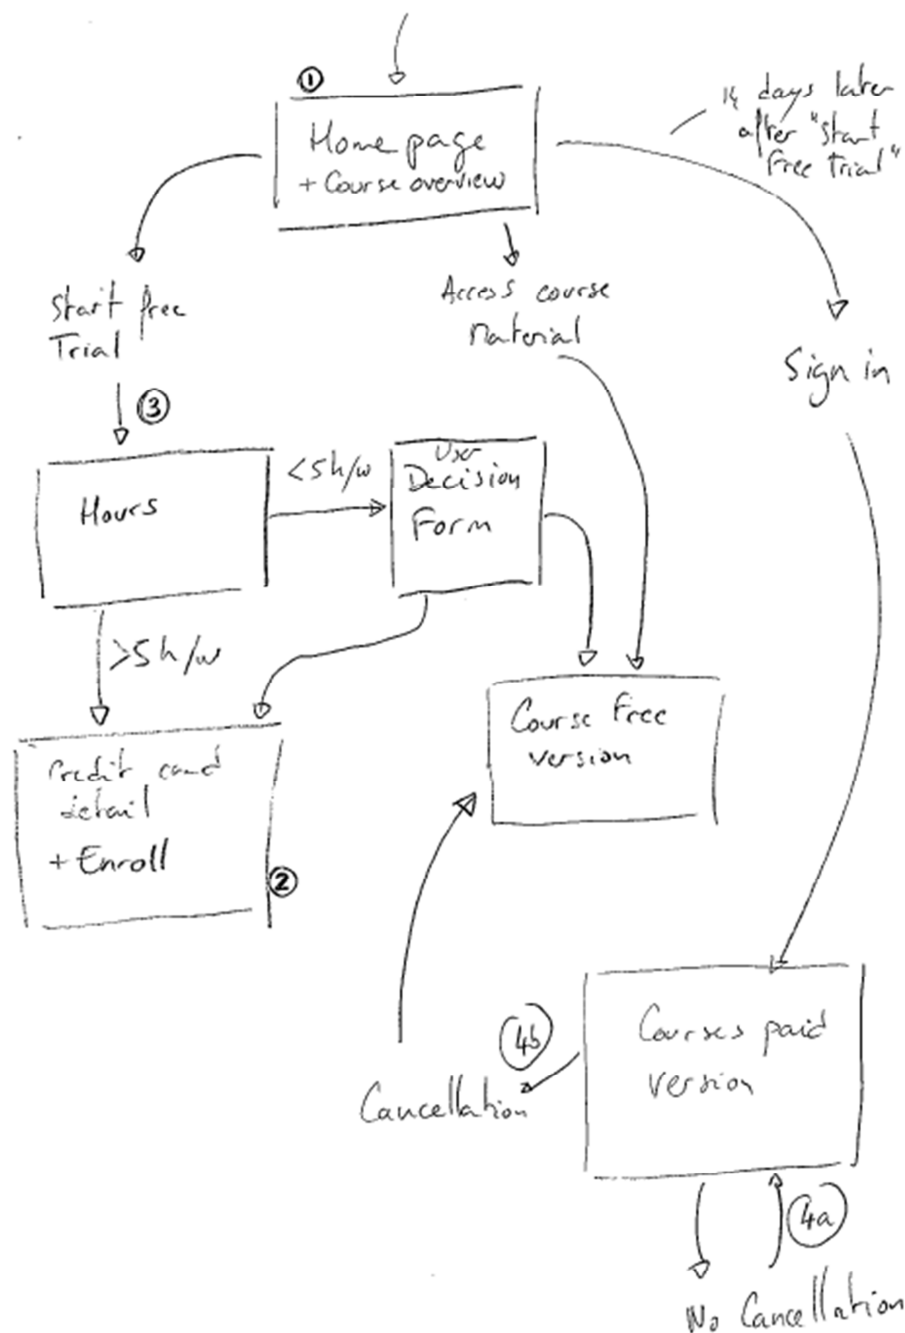 ①
Home page
+ Course overview
14 days later
after "Start
Free Trial"
Start free
Trial
Access course
Material
Sign in
③
Hours
<5h/w
User
Decision
Form
>5h/w
Credit card
detail
+ Enroll
②
Course Free
version
Courses paid
version
4b
Cancellation
4a
No Cancellation